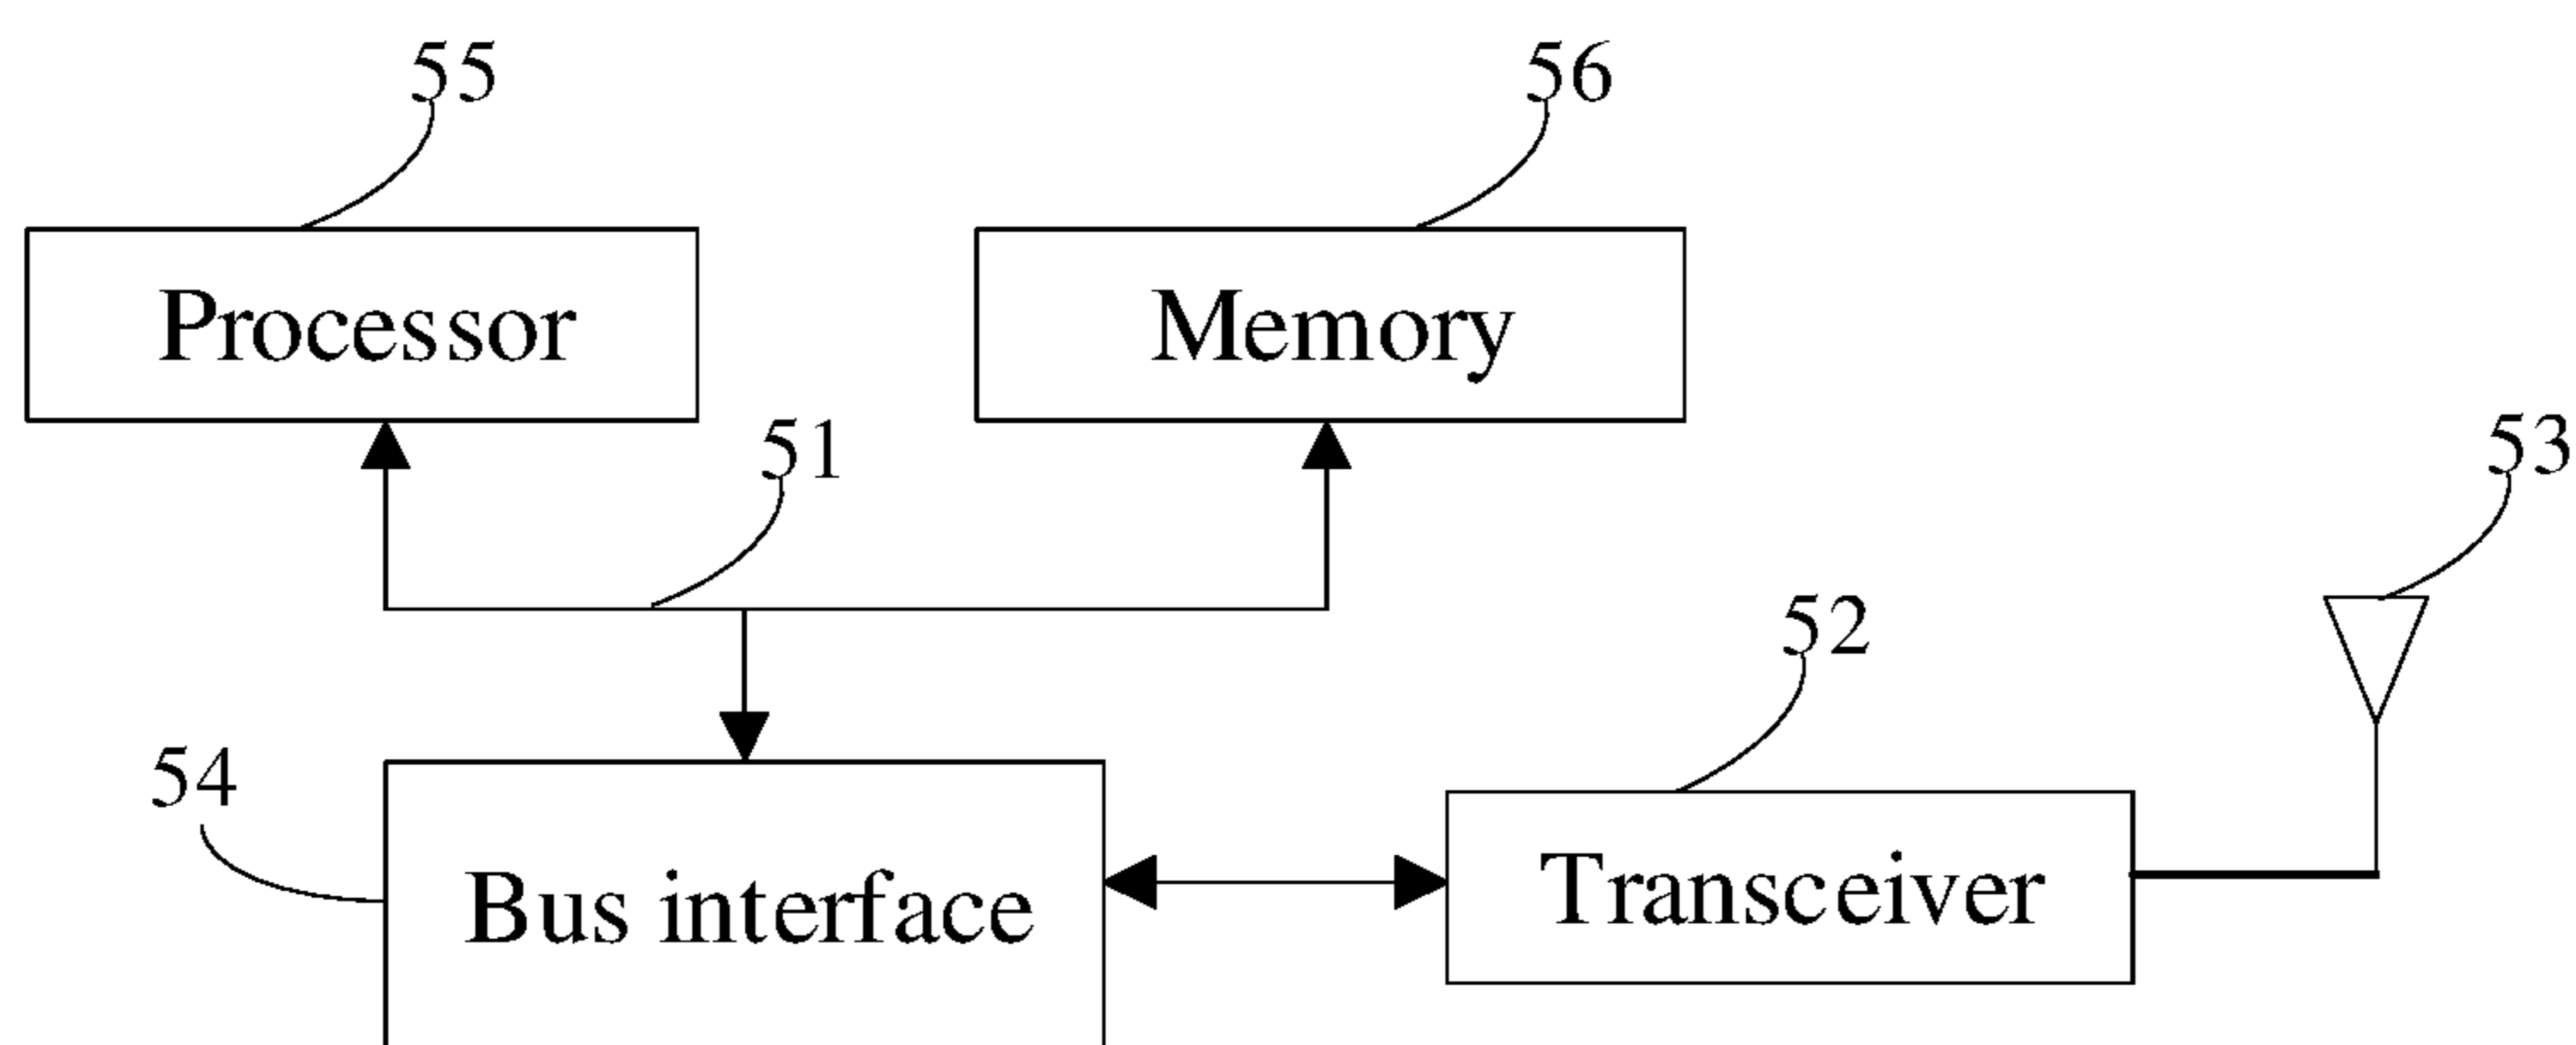 55
56
Processor
Memory
51
53
52
54
Bus interface
Transceiver